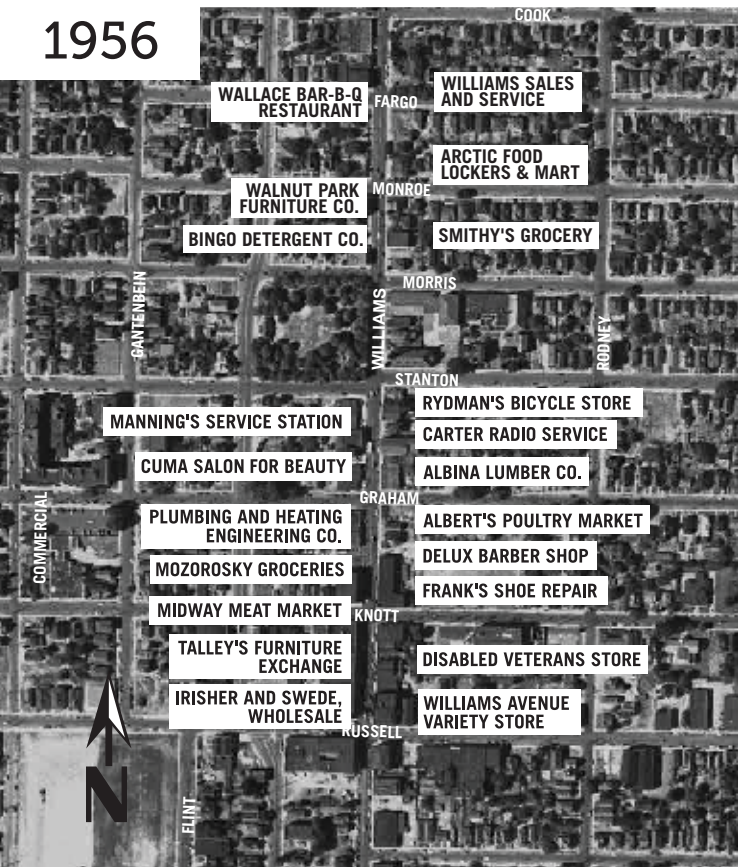 1956
COOK
WALLACE BAR-B-Q
RESTAURANT
FARGO
WILLIAMS SALES
AND SERVICE
ARCTIC FOOD
LOCKERS & MART
WALNUT PARK
FURNITURE CO.
MONROE
BINGO DETERGENT CO.
SMITHY'S GROCERY
MORRIS
GANTENBEIN
WILLIAMS
RODNEY
STANTON
RYDMAN'S BICYCLE STORE
MANNING'S SERVICE STATION
CARTER RADIO SERVICE
CUMA SALON FOR BEAUTY
ALBINA LUMBER CO.
GRAHAM
COMMERCIAL
PLUMBING AND HEATING
ENGINEERING CO.
ALBERT'S POULTRY MARKET
DELUX BARBER SHOP
MOZOROSKY GROCERIES
FRANK'S SHOE REPAIR
MIDWAY MEAT MARKET
KNOTT
TALLEY'S FURNITURE
EXCHANGE
DISABLED VETERANS STORE
IRISHER AND SWEDE,
WHOLESALE
WILLIAMS AVENUE
VARIETY STORE
RUSSELL
N
FLINT